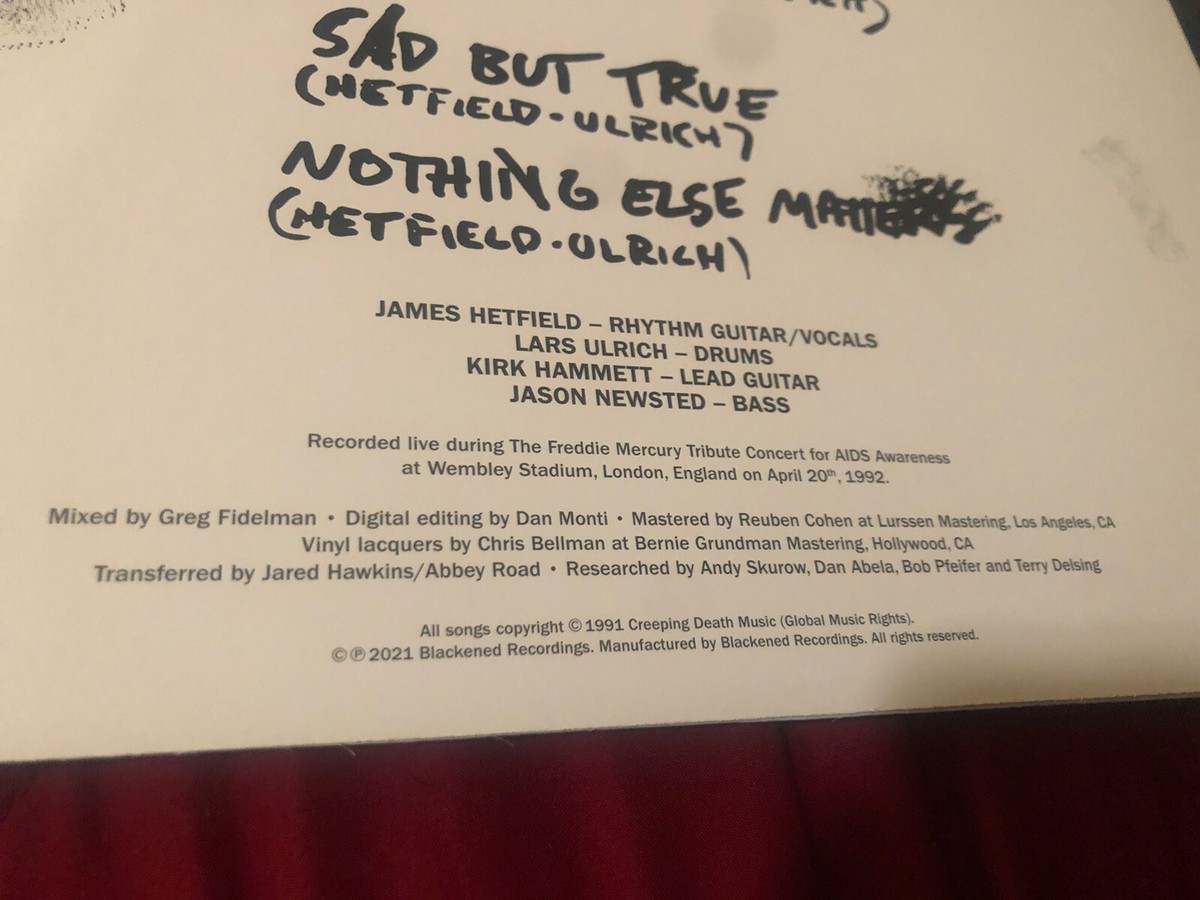 SAD BUT TRUE
(HETFIELD·ULRICH)
NOTHING ELSE MATTERS
(HETFIELD·ULRICH)
JAMES HETFIELD – RHYTHM GUITAR/VOCALS
LARS ULRICH – DRUMS
KIRK HAMMETT – LEAD GUITAR
JASON NEWSTED – BASS
Recorded live during The Freddie Mercury Tribute Concert for AIDS Awareness
at Wembley Stadium, London, England on April 20th, 1992.
Mixed by Greg Fidelman • Digital editing by Dan Monti • Mastered by Reuben Cohen at Lurssen Mastering, Los Angeles, CA
Vinyl lacquers by Chris Bellman at Bernie Grundman Mastering, Hollywood, CA
Transferred by Jared Hawkins/Abbey Road • Researched by Andy Skurow, Dan Abela, Bob Pfeifer and Terry Delsing
All songs copyright © 1991 Creeping Death Music (Global Music Rights).
©℗ 2021 Blackened Recordings. Manufactured by Blackened Recordings. All rights reserved.